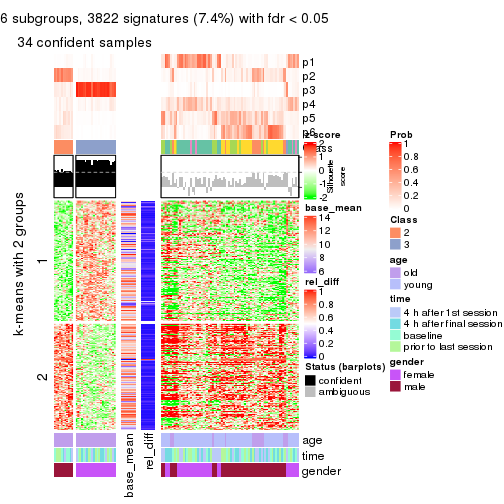 6 subgroups, 3822 signatures (7.4%) with fdr < 0.05
34 confident samples
p1
p2
p3
p4
p5
p6
Class
Silhouette
score
k-means with 2 groups
1
2
base_mean
rel_diff
age
time
gender
z-score
2
1
0
-1
-2
base_mean
14
12
10
8
6
rel_diff
1
0.8
0.6
0.4
0.2
0
Status (barplots)
confident
ambiguous
Prob
1
0.8
0.6
0.4
0.2
0
Class
2
3
age
old
young
time
4 h after 1st session
4 h after final session
baseline
prior to last session
gender
female
male